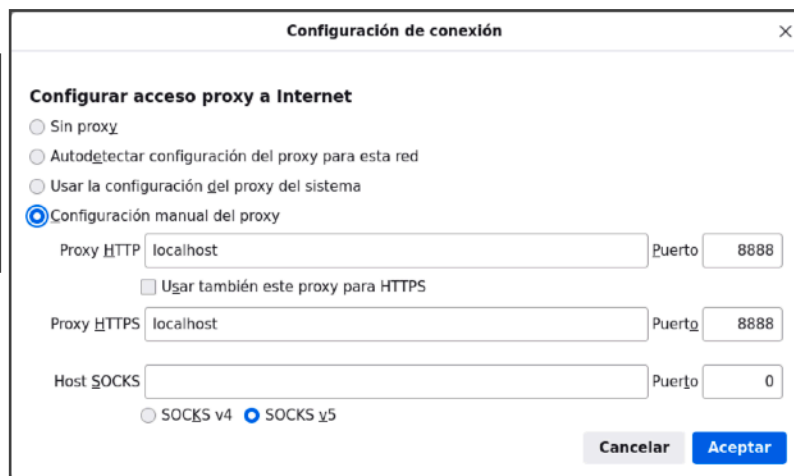 Configuración de conexión
Configurar acceso proxy a Internet
Sin proxy
Autodetectar configuración del proxy para esta red
Usar la configuración del proxy del sistema
Configuración manual del proxy
Proxy HTTP localhost Puerto 8888
Usar también este proxy para HTTPS
Proxy HTTPS localhost Puerto 8888
Host SOCKS Puerto 0
SOCKS v4 SOCKS v5
Cancelar Aceptar